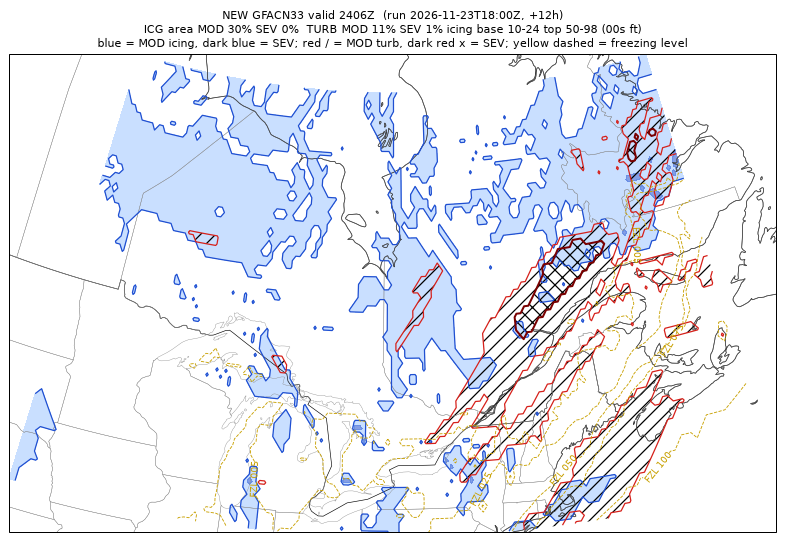 NEW GFACN33 valid 2406Z  (run 2026-11-23T18:00Z, +12h)
ICG area MOD 30% SEV 0%  TURB MOD 11% SEV 1% icing base 10-24 top 50-98 (00s ft)
blue = MOD icing, dark blue = SEV; red / = MOD turb, dark red x = SEV; yellow dashed = freezing level
FZL 050
FZL 100